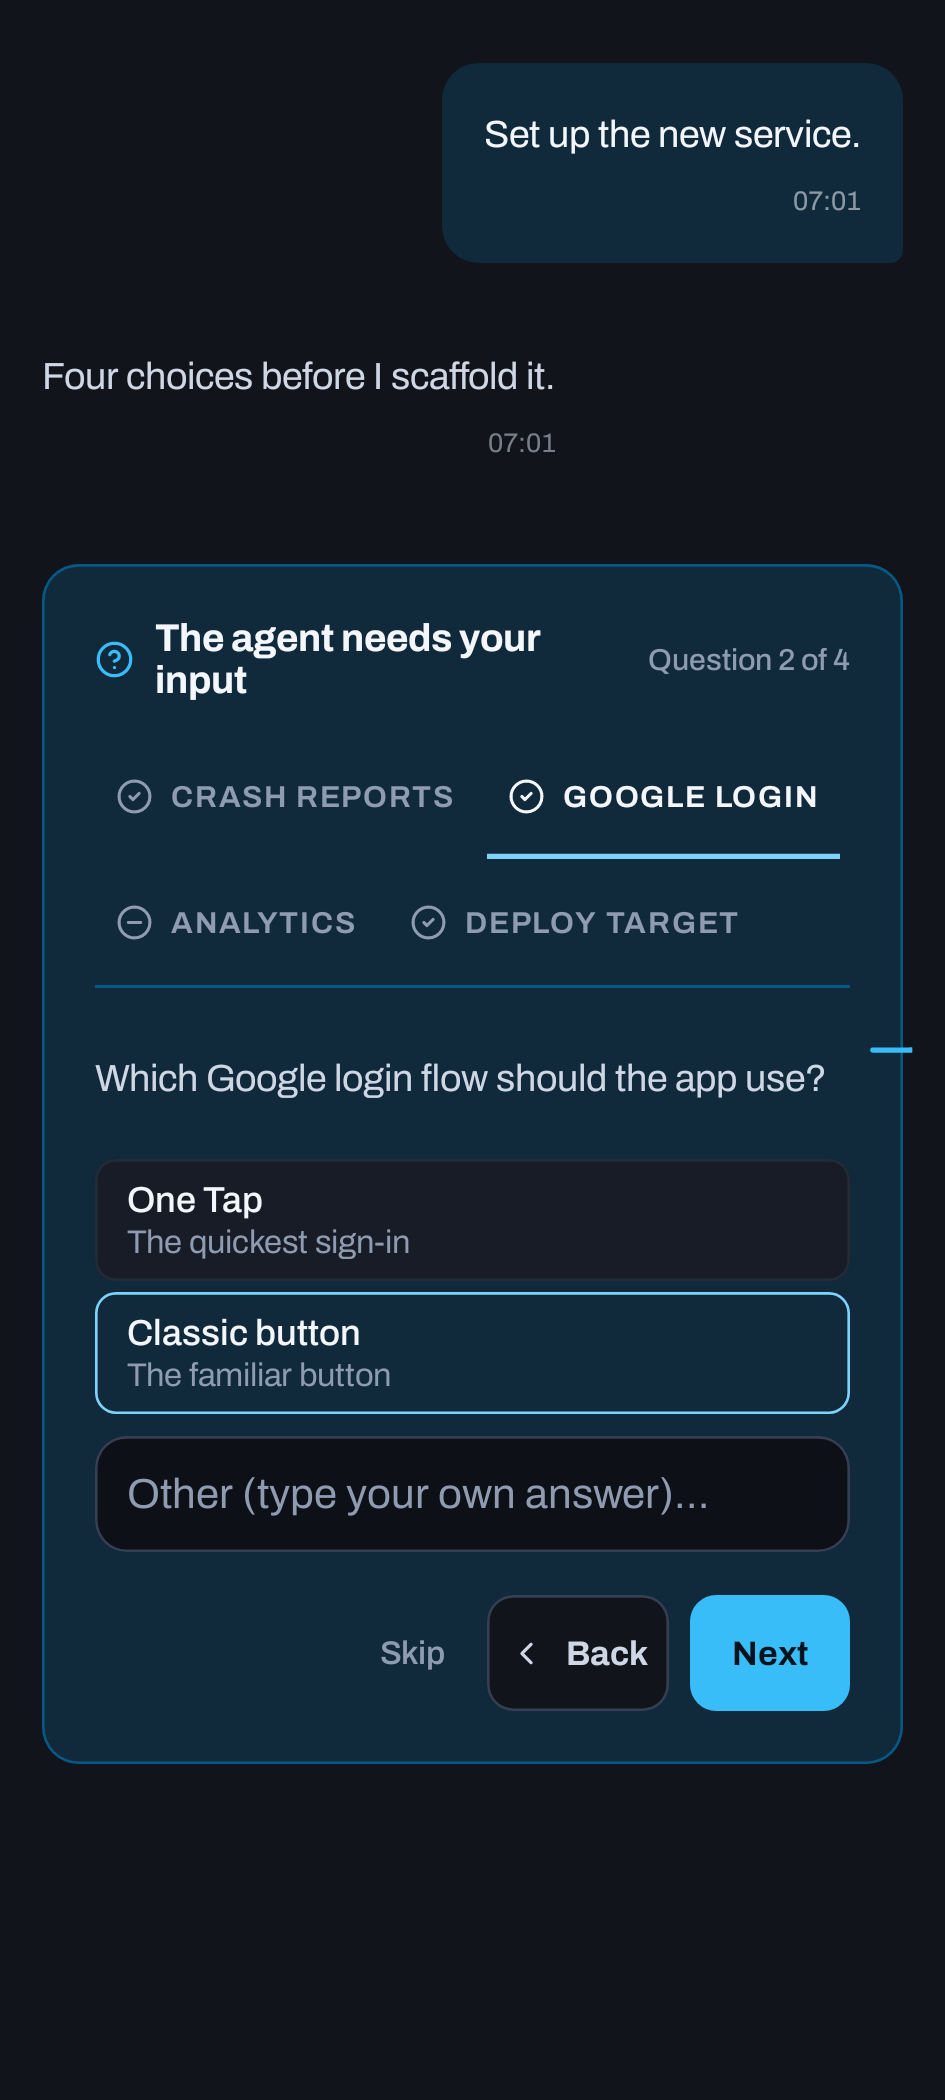 Set up the new service.
07:01
Four choices before I scaffold it.
07:01
The agent needs your
input
Question 2 of 4
CRASH REPORTS
GOOGLE LOGIN
ANALYTICS
DEPLOY TARGET
Which Google login flow should the app use?
One Tap
The quickest sign-in
Classic button
The familiar button
Other (type your own answer)...
Skip
Back
Next